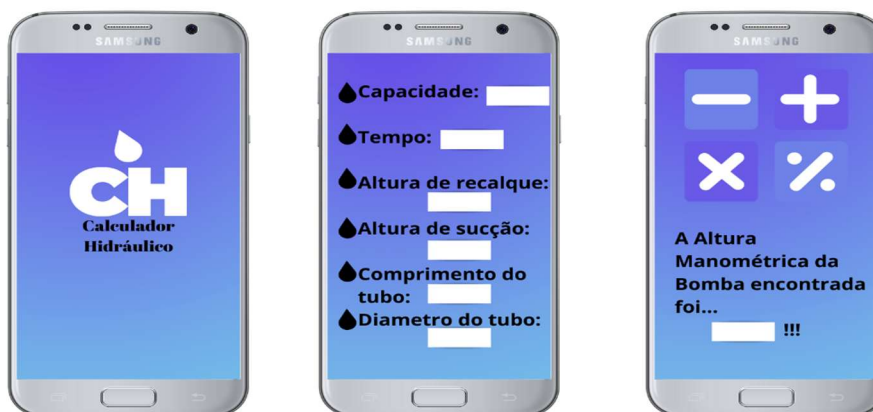 SAMSUNG
CH
Calculador
Hidráulico
SAMSUNG
Capacidade:
Tempo:
Altura de recalque:
Altura de sucção:
Comprimento do
tubo:
Diametro do tubo:
SAMSUNG
A Altura
Manométrica da
Bomba encontrada
foi...
!!!